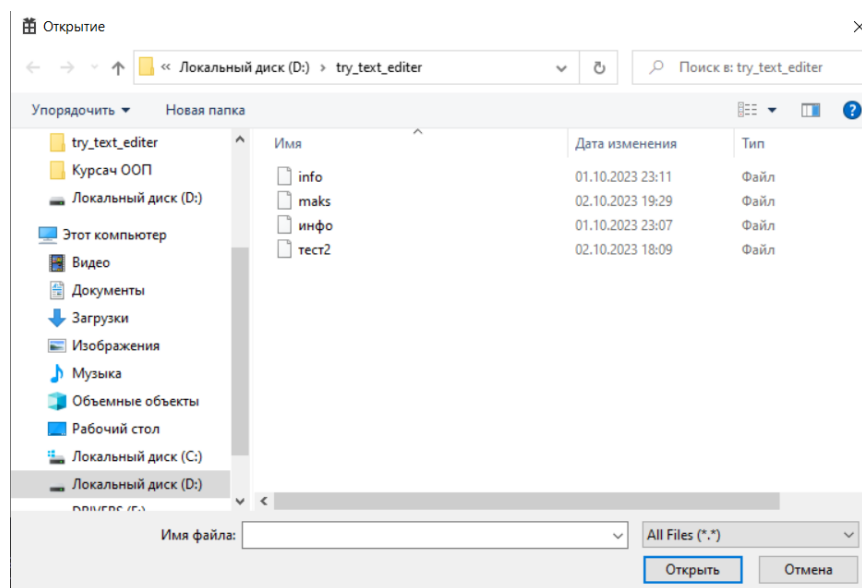 Открытие
« Локальный диск (D:) › try_text_editer
Поиск в: try_text_editer
Упорядочить
Новая папка
try_text_editer
Курсач ООП
Локальный диск (D:)
Этот компьютер
Видео
Документы
Загрузки
Изображения
Музыка
Объемные объекты
Рабочий стол
Локальный диск (C:)
Локальный диск (D:)
Имя Дата изменения Тип
info 01.10.2023 23:11 Файл
maks 02.10.2023 19:29 Файл
инфо 01.10.2023 23:07 Файл
тест2 02.10.2023 18:09 Файл
Имя файла:
All Files (*.*)
Открыть
Отмена